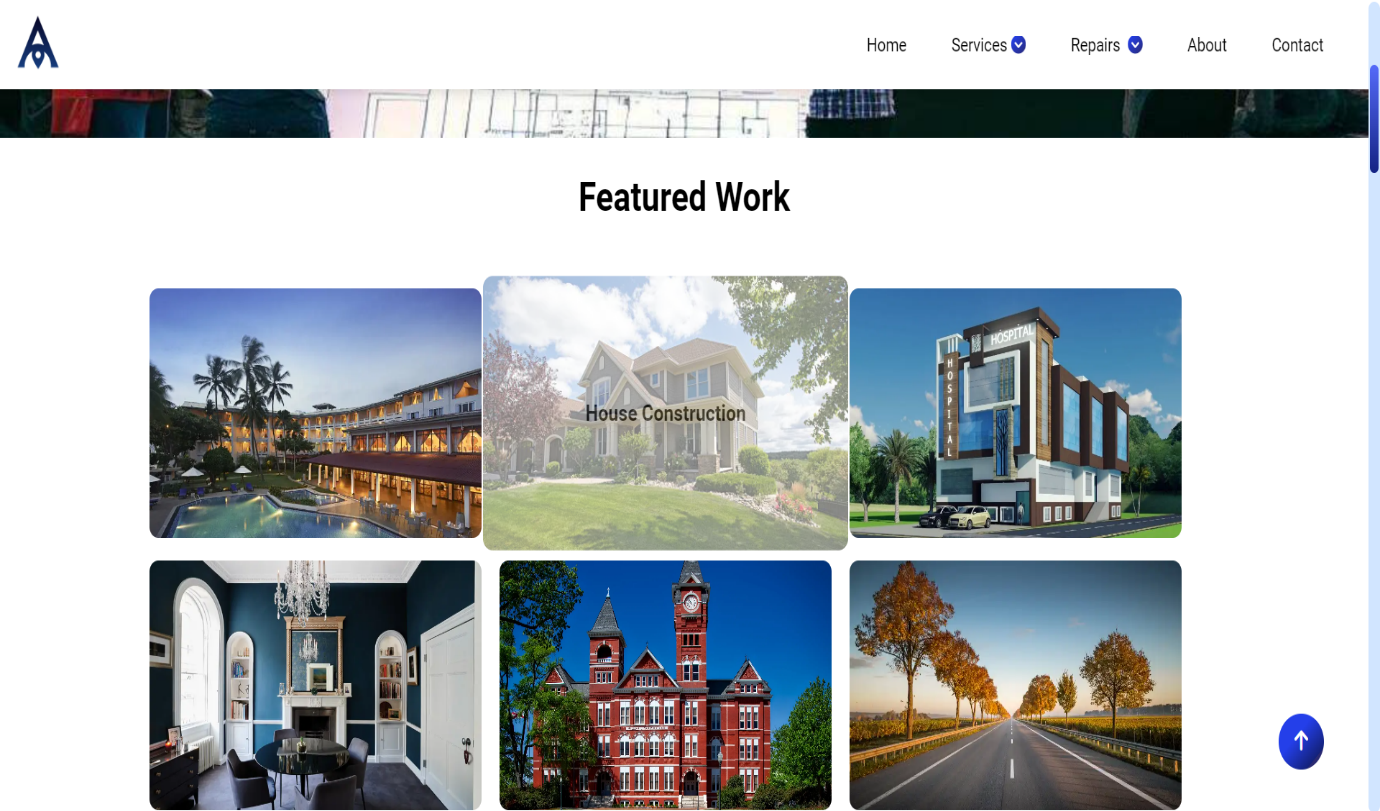 Home Services Repairs About Contact
Featured Work
House Construction
HOSPITAL
HOSPITAL